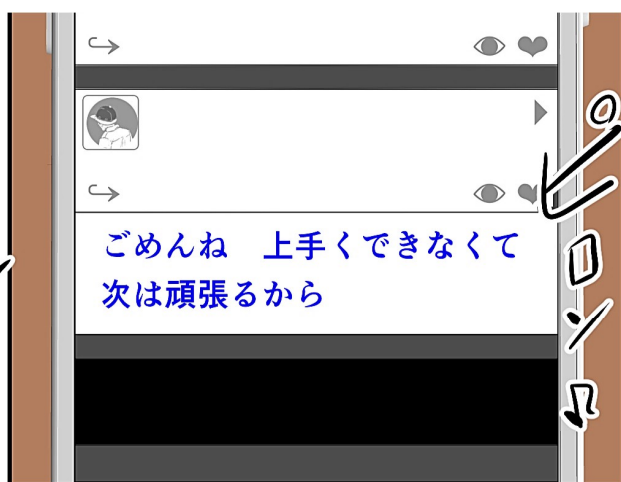 ごめんね　上手くできなくて
次は頑張るから
ピロン♪